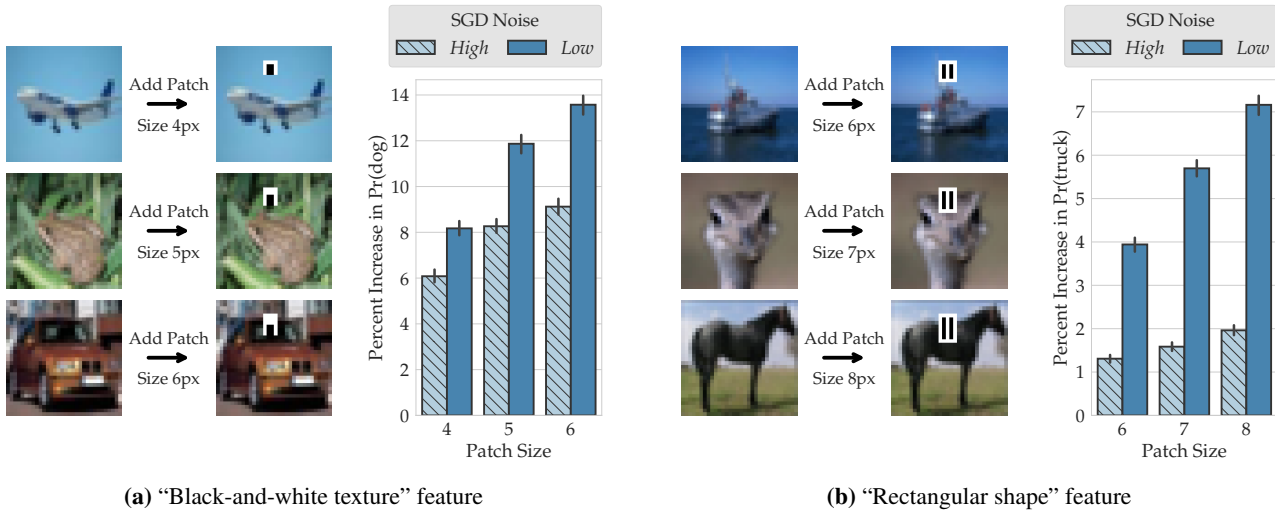 Add Patch
Size 4px
Add Patch
Size 5px
Add Patch
Size 6px
SGD Noise
High Low
Percent Increase in Pr(dog)
14
12
10
8
6
4
2
0
4 5 6
Patch Size
(a) “Black-and-white texture” feature
Add Patch
Size 6px
Add Patch
Size 7px
Add Patch
Size 8px
SGD Noise
High Low
Percent Increase in Pr(truck)
7
6
5
4
3
2
1
0
6 7 8
Patch Size
(b) “Rectangular shape” feature